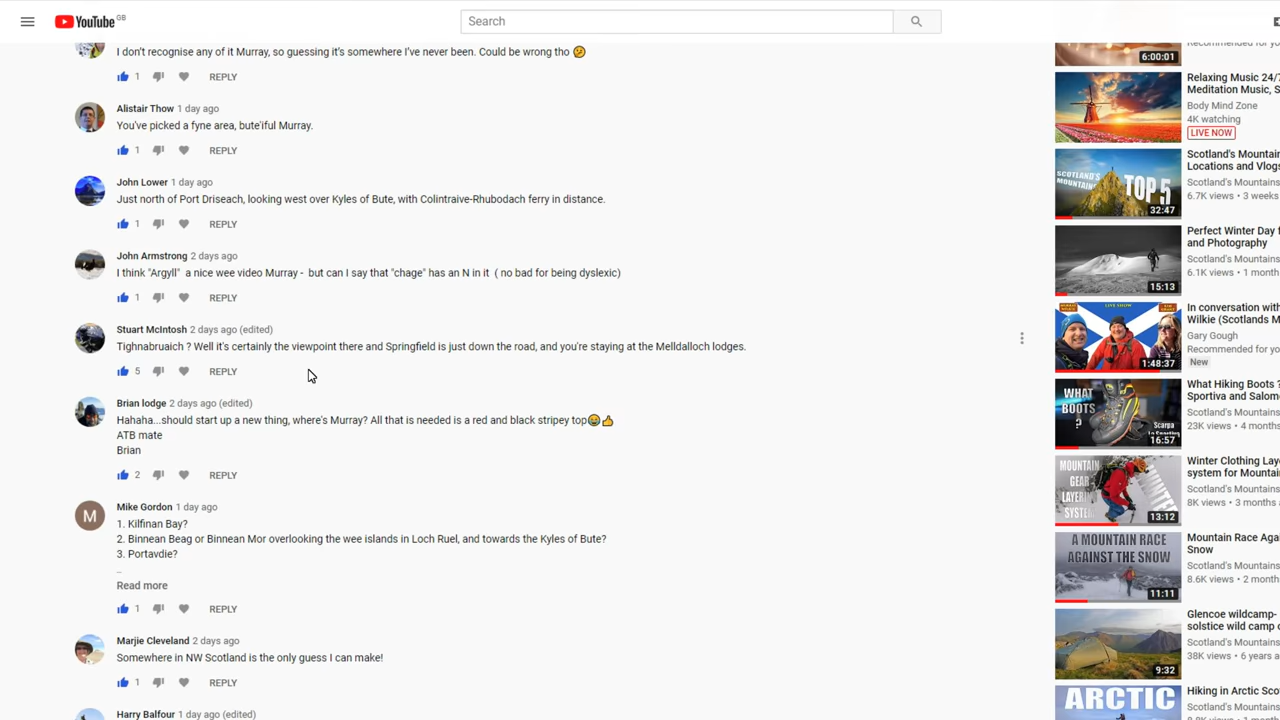 YouTube GB
Search
I don't recognise any of it Murray, so guessing it's somewhere I've never been. Could be wrong tho 😕
1 REPLY
Alistair Thow 1 day ago
You've picked a fyne area, bute'iful Murray.
1 REPLY
John Lower 1 day ago
Just north of Port Driseach, looking west over Kyles of Bute, with Colintraive-Rhubodach ferry in distance.
1 REPLY
John Armstrong 2 days ago
I think "Argyll" a nice wee video Murray - but can I say that "chage" has an N in it ( no bad for being dyslexic)
1 REPLY
Stuart McIntosh 2 days ago (edited)
Tighnabruaich ? Well it's certainly the viewpoint there and Springfield is just down the road, and you're staying at the Melldalloch lodges.
5 REPLY
Brian lodge 2 days ago (edited)
Hahaha...should start up a new thing, where's Murray? All that is needed is a red and black stripey top😂👍
ATB mate
Brian
2 REPLY
M
Mike Gordon 1 day ago
1. Kilfinan Bay?
2. Binnean Beag or Binnean Mor overlooking the wee islands in Loch Ruel, and towards the Kyles of Bute?
3. Portavdie?
...
Read more
1 REPLY
Marjie Cleveland 2 days ago
Somewhere in NW Scotland is the only guess I can make!
1 REPLY
Harry Balfour 1 day ago (edited)
Recommended for yo
6:00:01
Relaxing Music 24/7
Meditation Music, S
Body Mind Zone
4K watching
LIVE NOW
SCOTLAND'S
MOUNTAINS
TOP 5
32:47
Scotland's Mountain
Locations and Vlogs
Scotland's Mountains
6.7K views • 3 weeks
15:13
Perfect Winter Day f
and Photography
Scotland's Mountains
6.1K views • 1 month
LIVE SHOW
1:48:37
In conversation with
Wilkie (Scotlands M
Gary Gough
Recommended for yo
New
WHAT
BOOTS
?
Scarpa
16:57
What Hiking Boots ?
Sportiva and Salom
Scotland's Mountains
23K views • 4 months
MOUNTAIN
GEAR
LAYERING
SYSTEM
13:12
Winter Clothing Laye
system for Mountai
Scotland's Mountains
8K views • 3 months a
A MOUNTAIN RACE
AGAINST THE SNOW
11:11
Mountain Race Agai
Snow
Scotland's Mountains
8.6K views • 2 month
9:32
Glencoe wildcamp-
solstice wild camp o
Scotland's Mountains
38K views • 6 years a
ARCTIC
Hiking in Arctic Sco
Scotland's Mountains